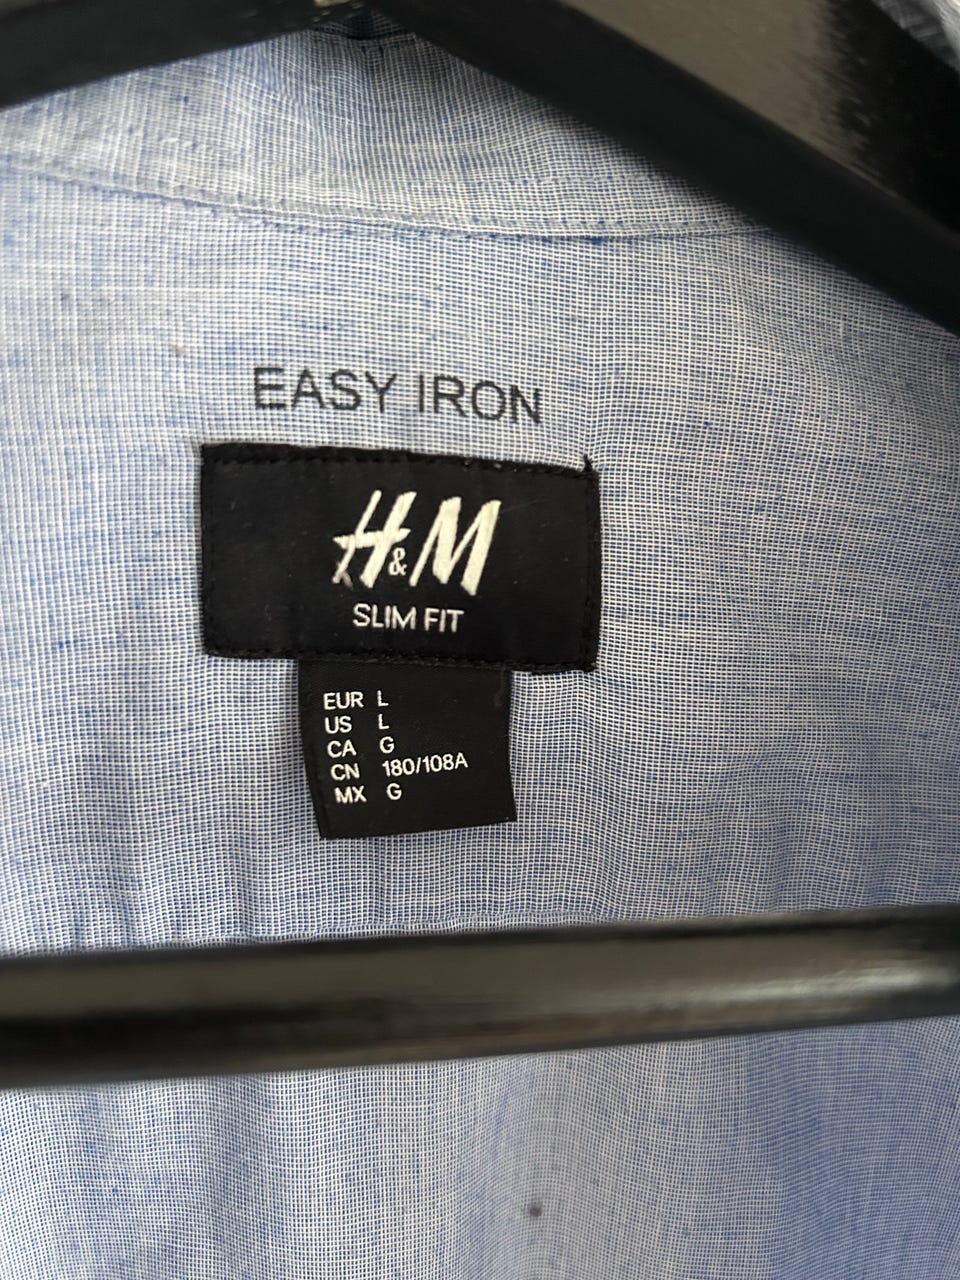 EASY IRON
H&M
SLIM FIT
EUR L
US L
CA G
CN 180/108A
MX G